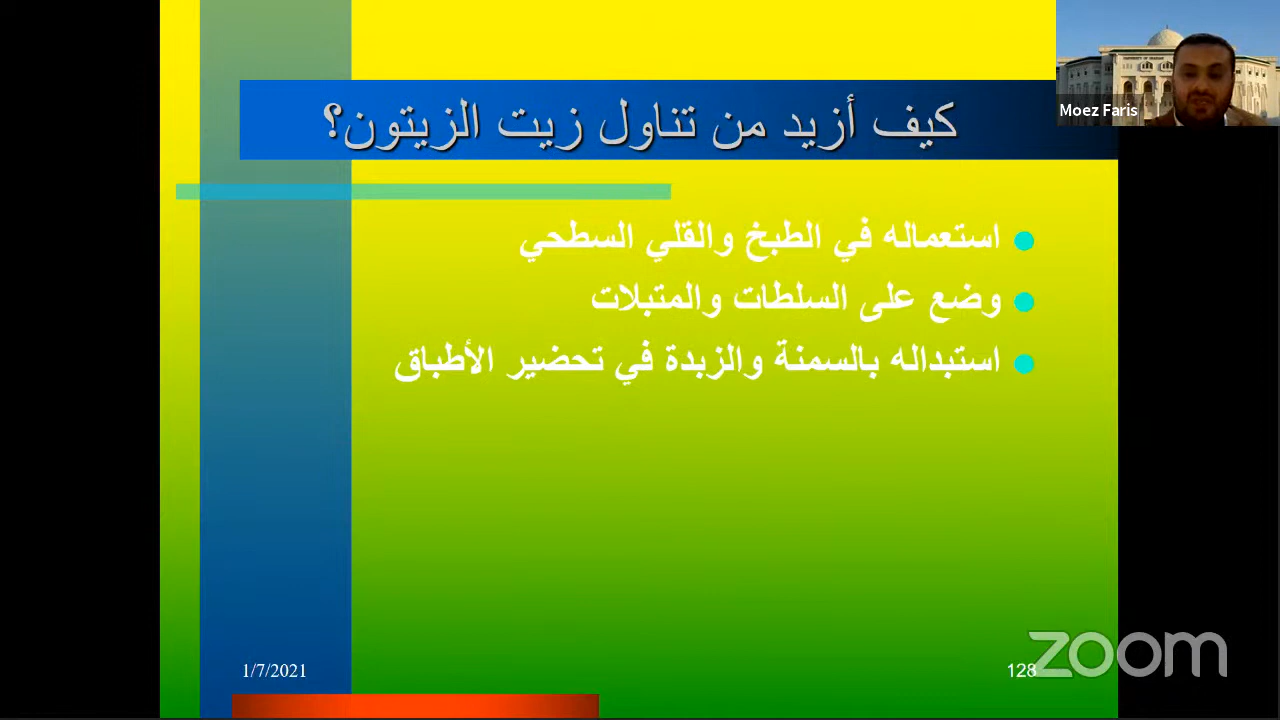 كيف أزيد من تناول زيت الزيتون؟
Moez Faris
استعماله في الطبخ والقلي السطحي
وضع على السلطات والمتبلات
استبداله بالسمنة والزبدة في تحضير الأطباق
1/7/2021
128
zoom